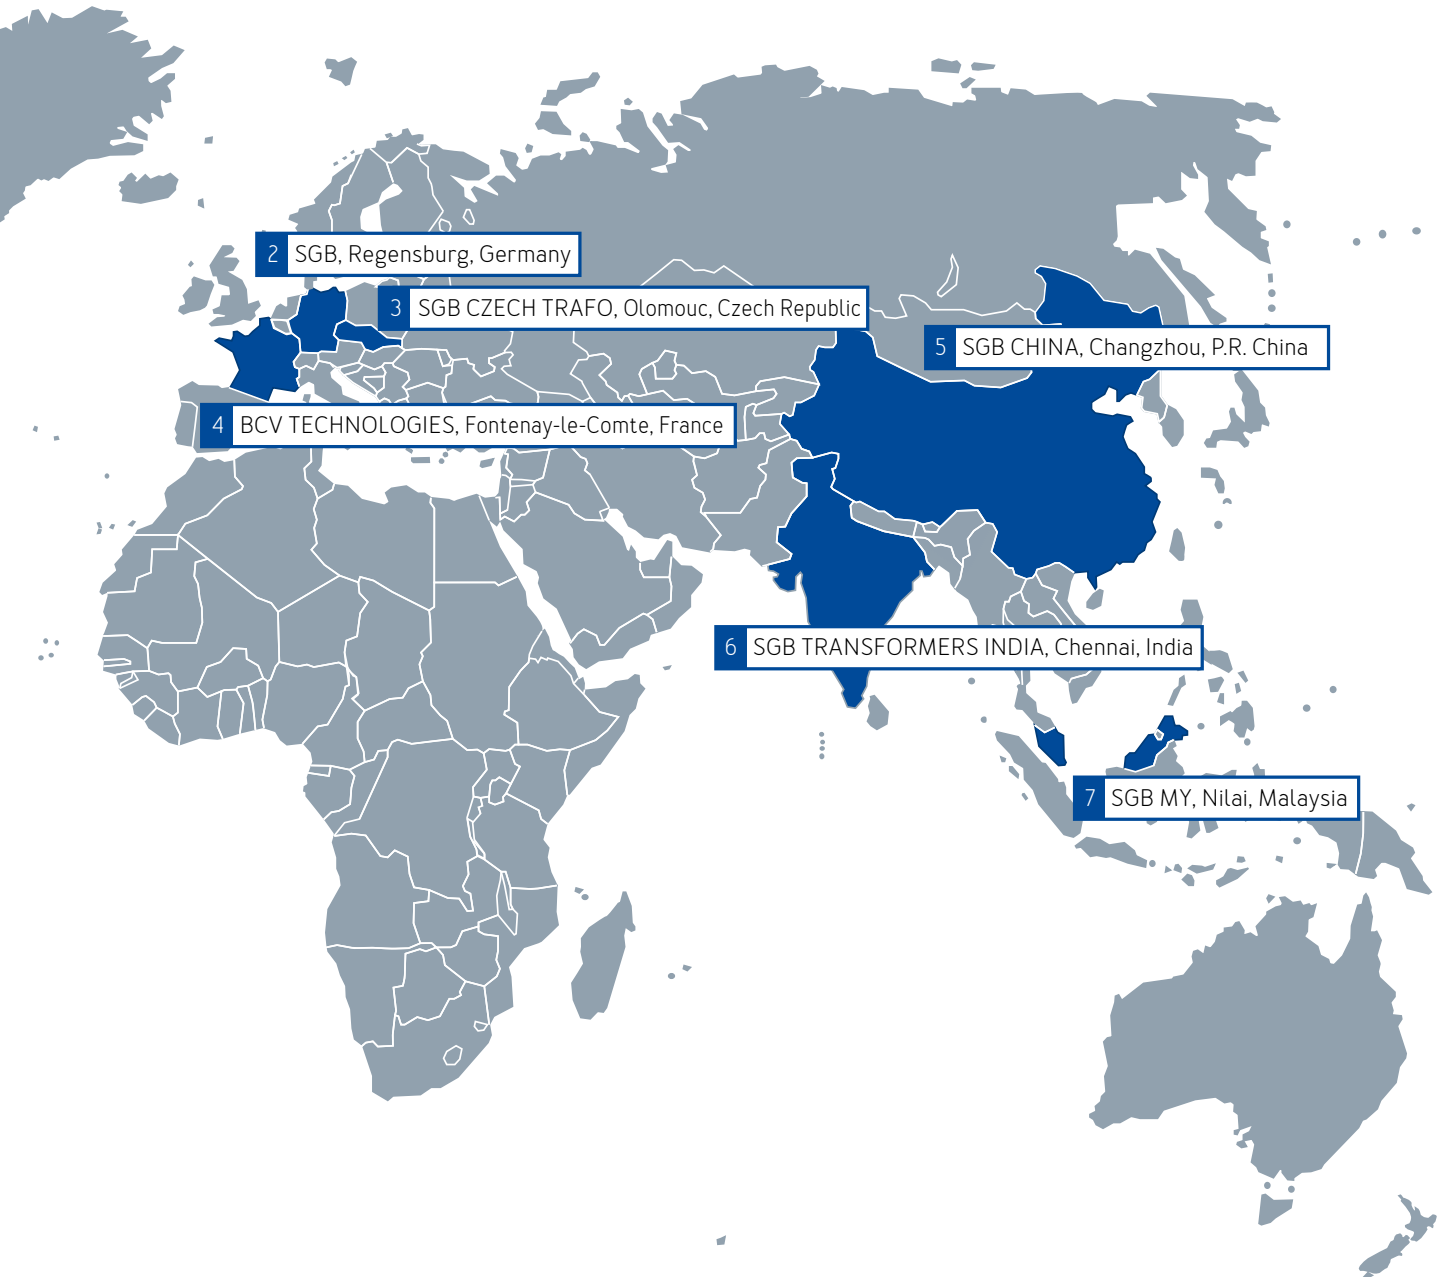 2 SGB, Regensburg, Germany
3 SGB CZECH TRAFO, Olomouc, Czech Republic
5 SGB CHINA, Changzhou, P.R. China
4 BCV TECHNOLOGIES, Fontenay-le-Comte, France
6 SGB TRANSFORMERS INDIA, Chennai, India
7 SGB MY, Nilai, Malaysia